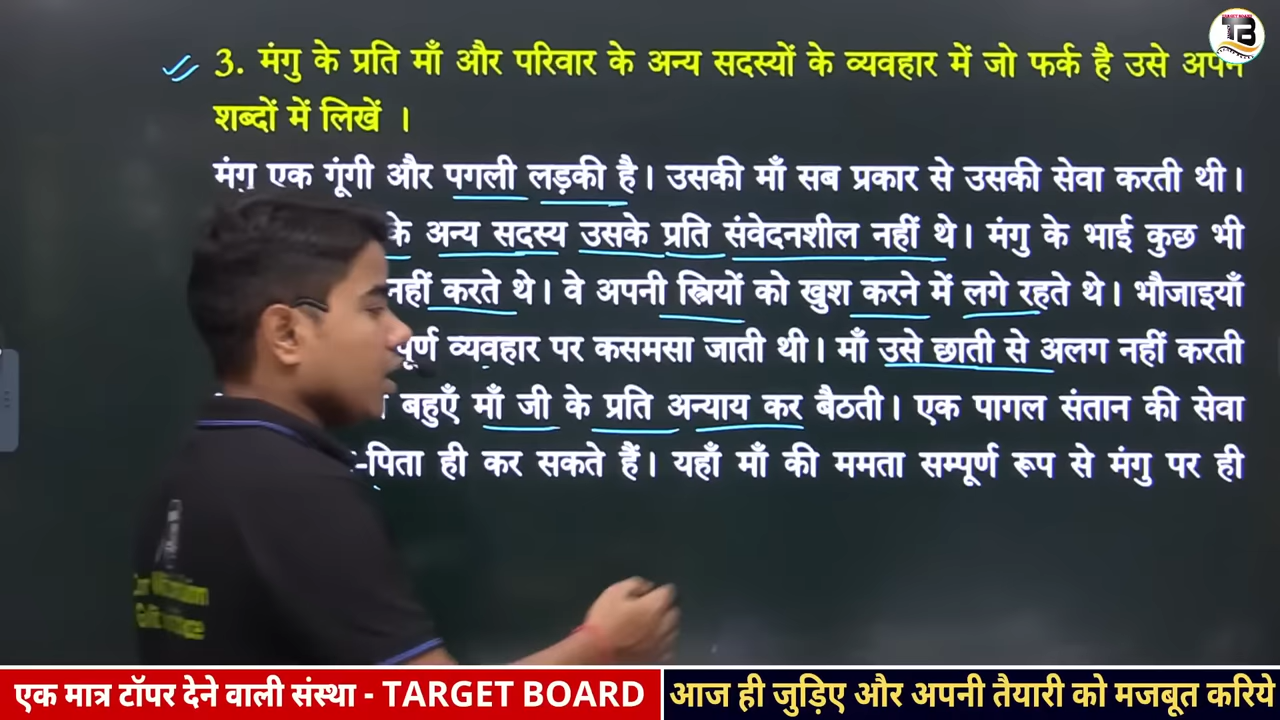 3. मंगु के प्रति माँ और परिवार के अन्य सदस्यों के व्यवहार में जो फर्क है उसे अपने
शब्दों में लिखें ।
मंगु एक गूंगी और पगली लड़की है। उसकी माँ सब प्रकार से उसकी सेवा करती थी।
के अन्य सदस्य उसके प्रति संवेदनशील नहीं थे। मंगु के भाई कुछ भी
नहीं करते थे। वे अपनी स्त्रियों को खुश करने में लगे रहते थे। भौजाइयाँ
व्यवहार पर कसमसा जाती थी। माँ उसे छाती से अलग नहीं करती
बहुएँ माँ जी के प्रति अन्याय कर बैठती। एक पागल संतान की सेवा
-पिता ही कर सकते हैं। यहाँ माँ की ममता सम्पूर्ण रूप से मंगु पर ही
TARGET BOARD
TB
एक मात्र टॉपर देने वाली संस्था - TARGET BOARD
आज ही जुड़िए और अपनी तैयारी को मजबूत करिये